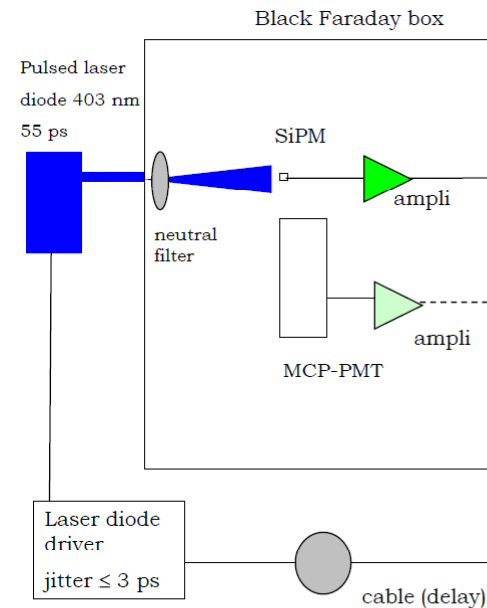 Black Faraday box
Pulsed laser
diode 403 nm
55 ps
SiPM
ampli
neutral
filter
ampli
MCP-PMT
Laser diode
driver
jitter ≤ 3 ps
cable (delay)